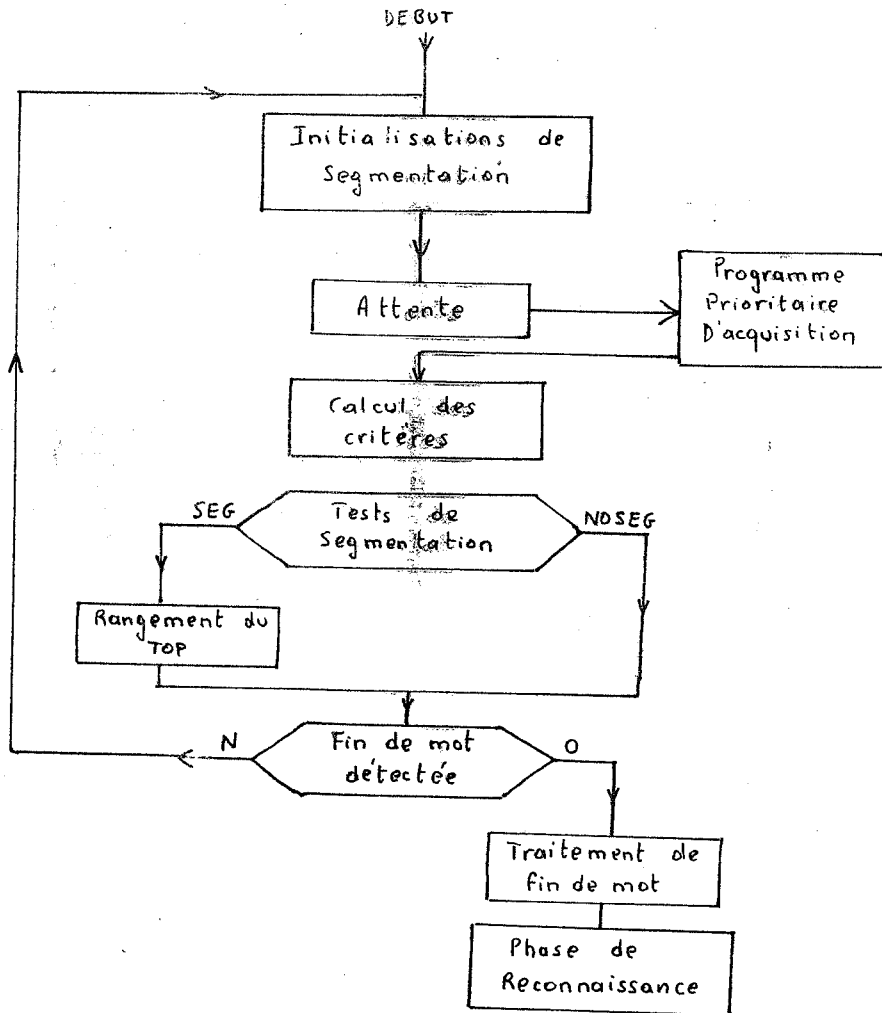 DEBUT
Initialisations de
Segmentation
Attente
Programme
Prioritaire
D'acquisition
Calcul des
critères
SEG
Tests de
Segmentation
NOSEG
Rangement du
TOP
N
Fin de mot
détectée
O
Traitement de
fin de mot
Phase de
Reconnaissance